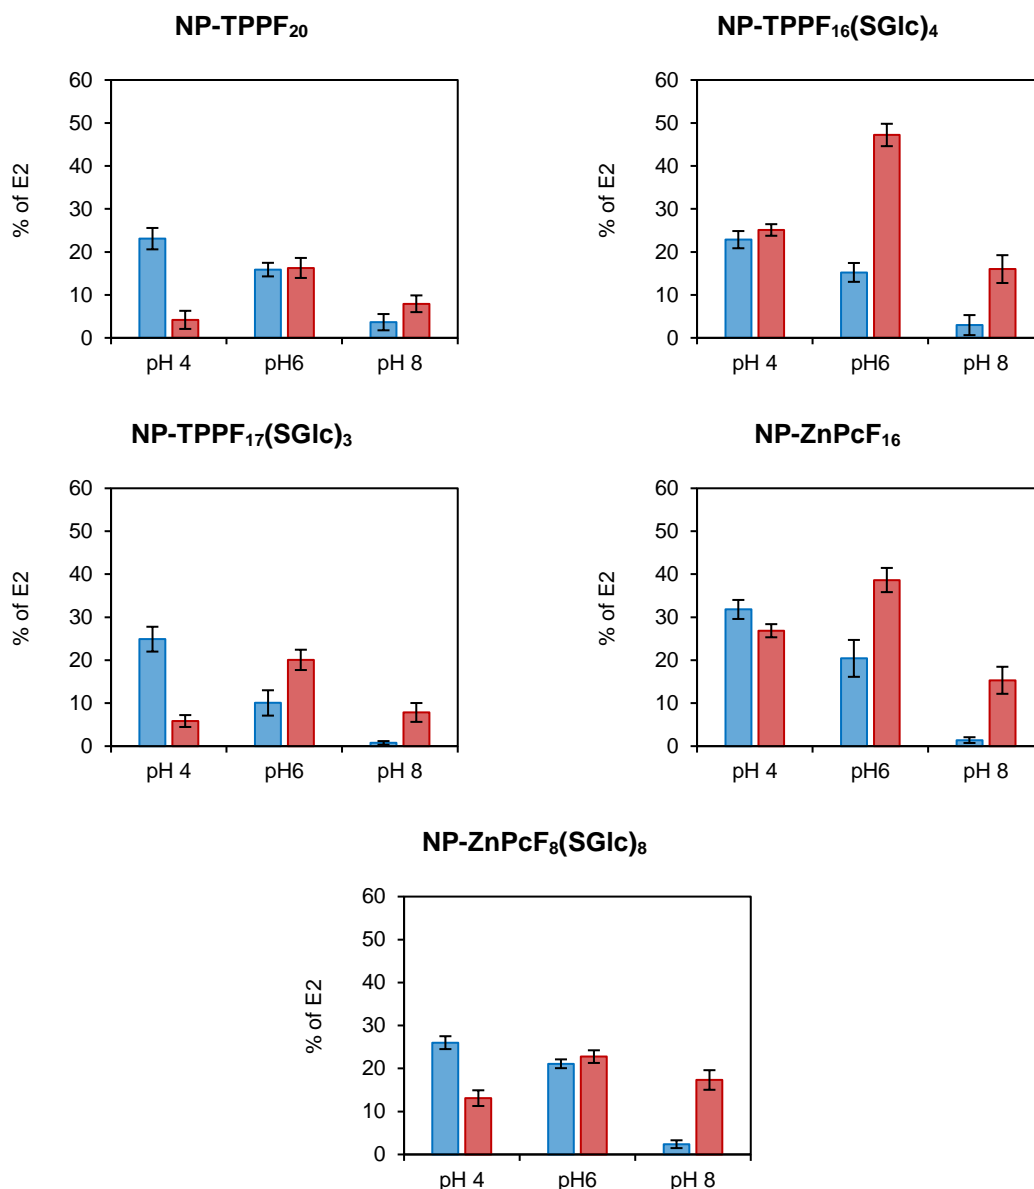 NP-TPPF₂₀
60
50
40
30
20
10
0
% of E2
pH 4 pH6 pH 8
NP-TPPF₁₆(SGlc)₄
60
50
40
30
20
10
0
% of E2
pH 4 pH6 pH 8
NP-TPPF₁₇(SGlc)₃
60
50
40
30
20
10
0
% of E2
pH 4 pH6 pH 8
NP-ZnPcF₁₆
60
50
40
30
20
10
0
% of E2
pH 4 pH6 pH 8
NP-ZnPcF₈(SGlc)₈
60
50
40
30
20
10
0
% of E2
pH 4 pH6 pH 8